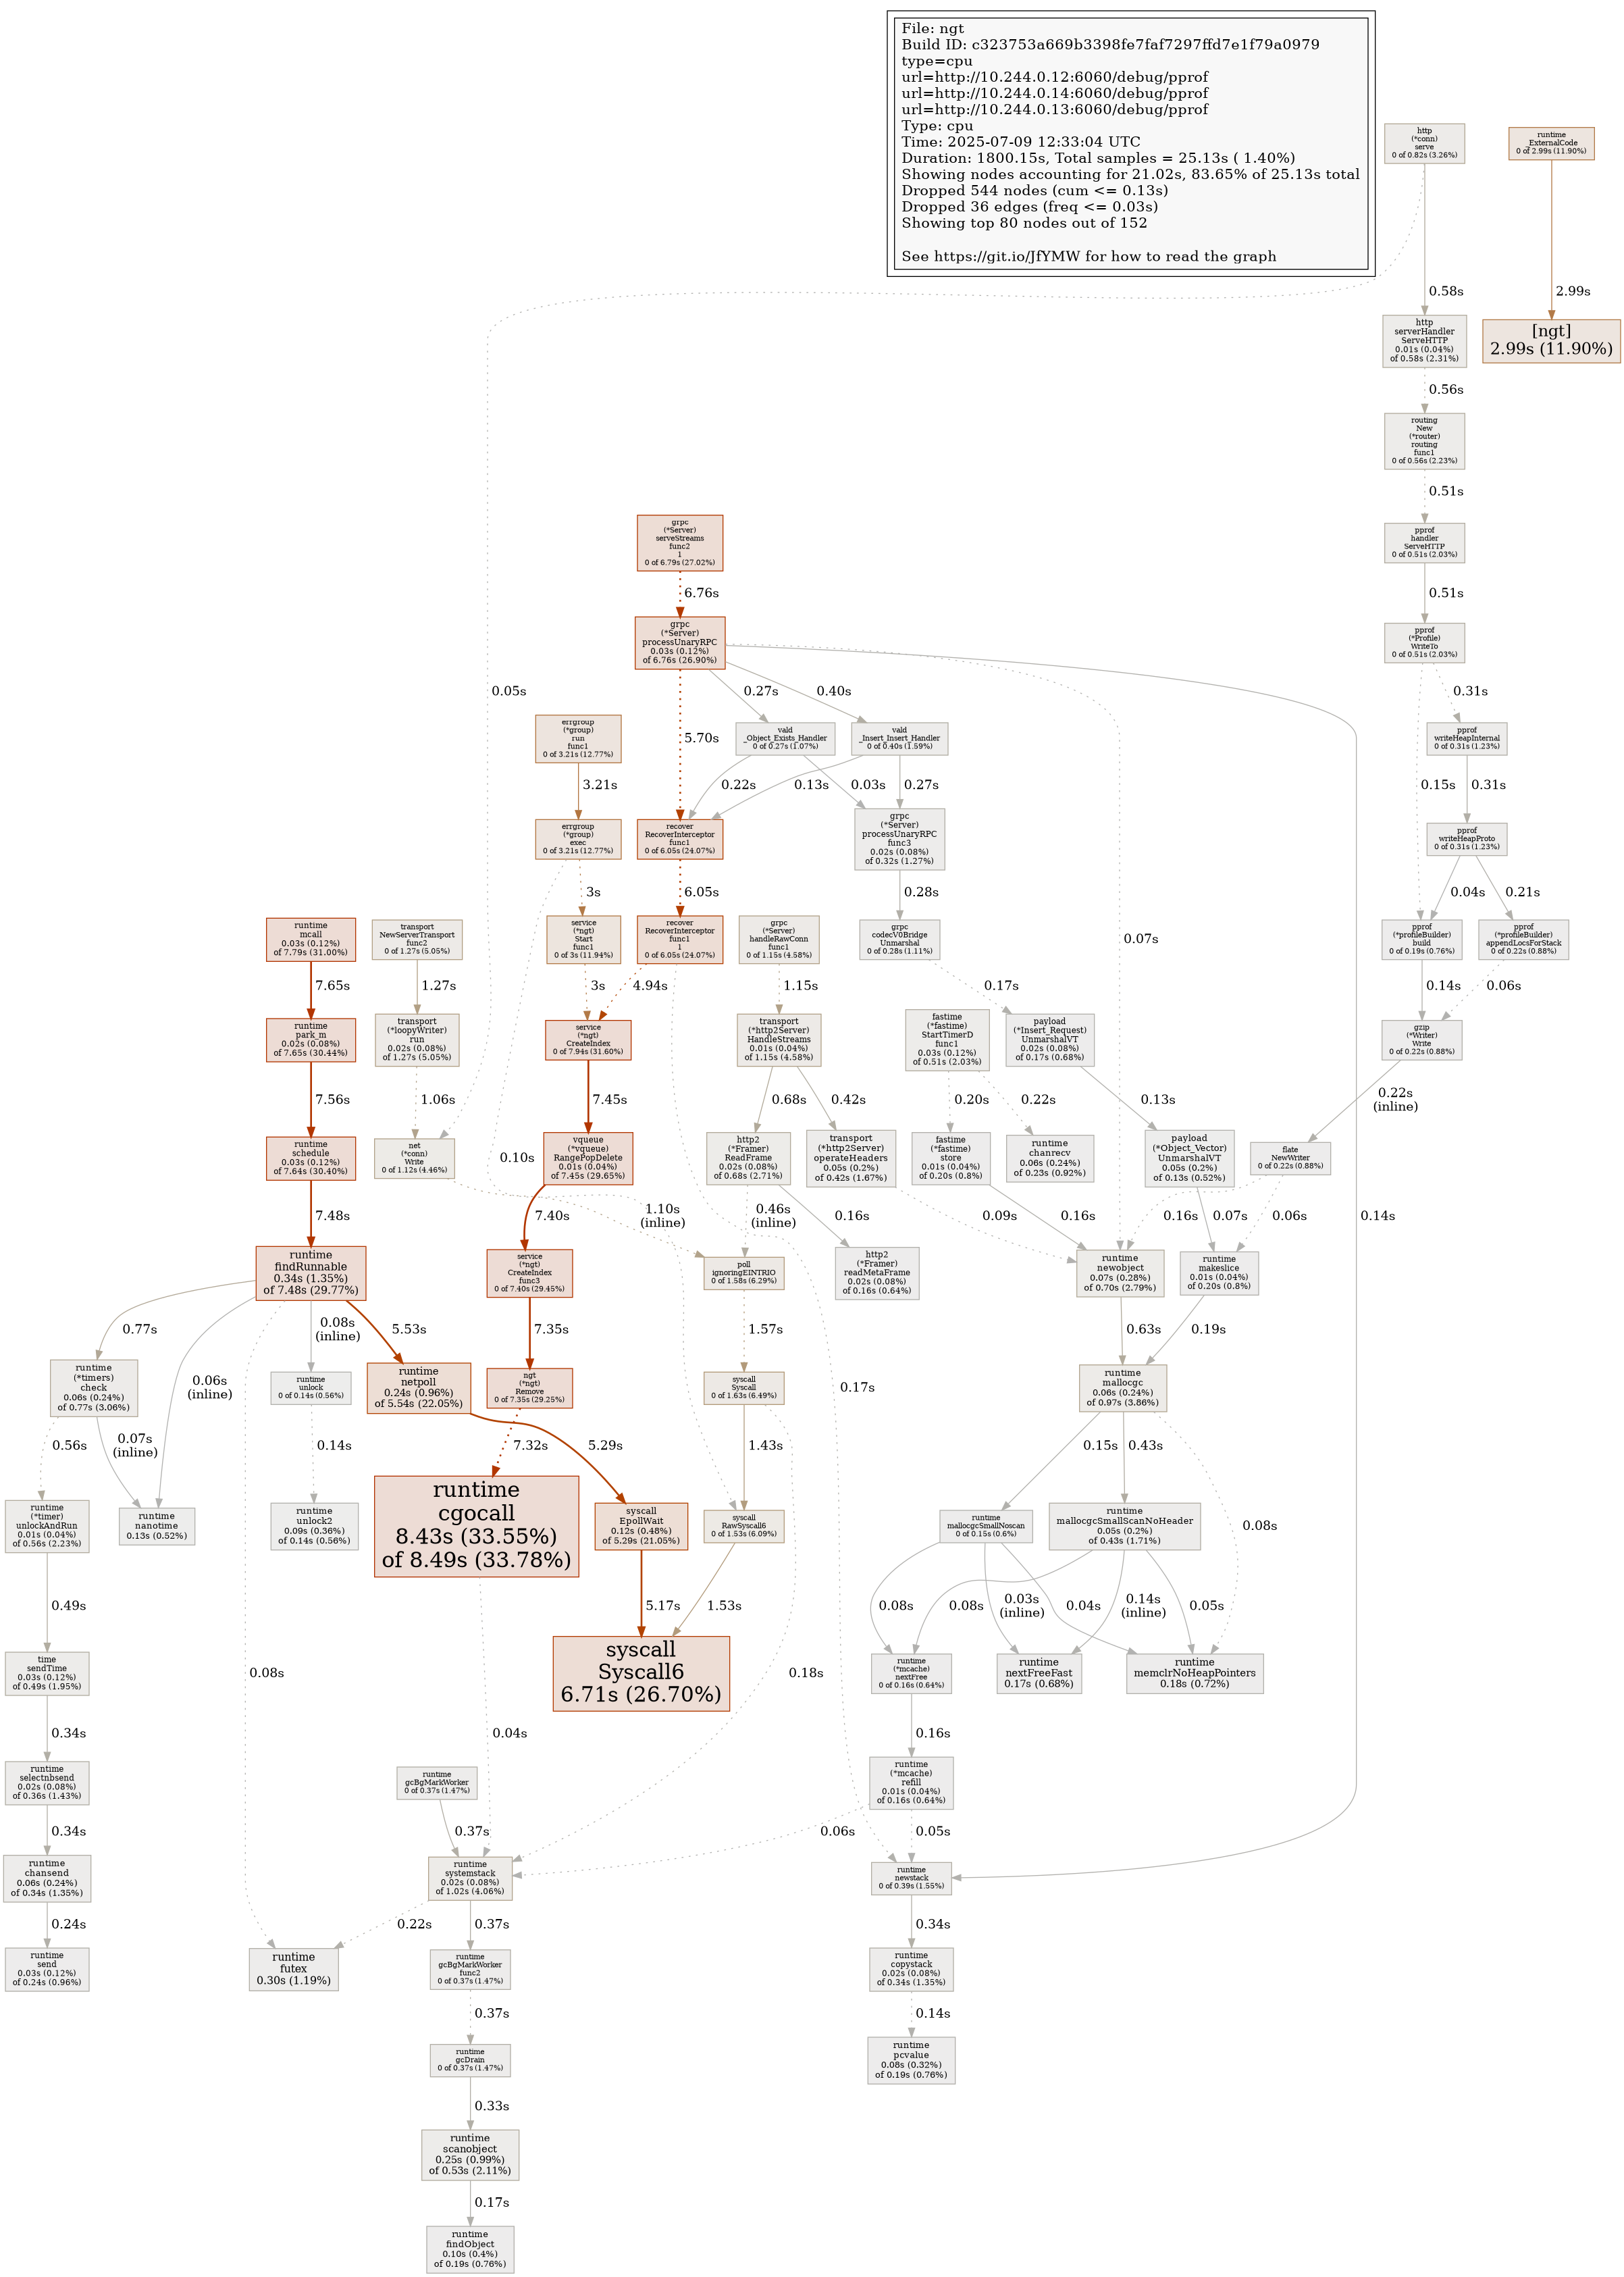 File: ngt
Build ID: c323753a669b3398fe7faf7297ffd7e1f79a0979
type=cpu
url=http://10.244.0.12:6060/debug/pprof
url=http://10.244.0.14:6060/debug/pprof
url=http://10.244.0.13:6060/debug/pprof
Type: cpu
Time: 2025-07-09 12:33:04 UTC
Duration: 1800.15s, Total samples = 25.13s ( 1.40%)
Showing nodes accounting for 21.02s, 83.65% of 25.13s total
Dropped 544 nodes (cum <= 0.13s)
Dropped 36 edges (freq <= 0.03s)
Showing top 80 nodes out of 152
See https://git.io/JfYMW for how to read the graph
http
(*conn)
serve
0 of 0.82s (3.26%)
runtime
_ExternalCode
0 of 2.99s (11.90%)
0.58s
2.99s
http
serverHandler
ServeHTTP
0.01s (0.04%)
of 0.58s (2.31%)
[ngt]
2.99s (11.90%)
0.56s
routing
New
(*router)
routing
func1
0 of 0.56s (2.23%)
0.51s
grpc
(*Server)
serveStreams
func2
1
0 of 6.79s (27.02%)
pprof
handler
ServeHTTP
0 of 0.51s (2.03%)
6.76s
0.51s
grpc
(*Server)
processUnaryRPC
0.03s (0.12%)
of 6.76s (26.90%)
pprof
(*Profile)
WriteTo
0 of 0.51s (2.03%)
0.05s
0.27s
0.40s
0.31s
errgroup
(*group)
run
func1
0 of 3.21s (12.77%)
5.70s
vald
_Object_Exists_Handler
0 of 0.27s (1.07%)
vald
_Insert_Insert_Handler
0 of 0.40s (1.59%)
pprof
writeHeapInternal
0 of 0.31s (1.23%)
3.21s
0.22s
0.13s
0.03s
0.27s
0.15s
0.31s
errgroup
(*group)
exec
0 of 3.21s (12.77%)
recover
RecoverInterceptor
func1
0 of 6.05s (24.07%)
grpc
(*Server)
processUnaryRPC
func3
0.02s (0.08%)
of 0.32s (1.27%)
pprof
writeHeapProto
0 of 0.31s (1.23%)
3s
6.05s
0.28s
0.04s
0.21s
runtime
mcall
0.03s (0.12%)
of 7.79s (31.00%)
transport
NewServerTransport
func2
0 of 1.27s (5.05%)
service
(*ngt)
Start
func1
0 of 3s (11.94%)
recover
RecoverInterceptor
func1
1
0 of 6.05s (24.07%)
grpc
(*Server)
handleRawConn
func1
0 of 1.15s (4.58%)
grpc
codecV0Bridge
Unmarshal
0 of 0.28s (1.11%)
0.07s
pprof
(*profileBuilder)
build
0 of 0.19s (0.76%)
pprof
(*profileBuilder)
appendLocsForStack
0 of 0.22s (0.88%)
7.65s
1.27s
3s
4.94s
1.15s
0.17s
0.14s
0.06s
runtime
park_m
0.02s (0.08%)
of 7.65s (30.44%)
transport
(*loopyWriter)
run
0.02s (0.08%)
of 1.27s (5.05%)
service
(*ngt)
CreateIndex
0 of 7.94s (31.60%)
transport
(*http2Server)
HandleStreams
0.01s (0.04%)
of 1.15s (4.58%)
fastime
(*fastime)
StartTimerD
func1
0.03s (0.12%)
of 0.51s (2.03%)
payload
(*Insert_Request)
UnmarshalVT
0.02s (0.08%)
of 0.17s (0.68%)
gzip
(*Writer)
Write
0 of 0.22s (0.88%)
7.56s
1.06s
7.45s
0.68s
0.42s
0.20s
0.22s
0.13s
0.22s
(inline)
runtime
schedule
0.03s (0.12%)
of 7.64s (30.40%)
net
(*conn)
Write
0 of 1.12s (4.46%)
0.10s
vqueue
(*vqueue)
RangePopDelete
0.01s (0.04%)
of 7.45s (29.65%)
http2
(*Framer)
ReadFrame
0.02s (0.08%)
of 0.68s (2.71%)
transport
(*http2Server)
operateHeaders
0.05s (0.2%)
of 0.42s (1.67%)
fastime
(*fastime)
store
0.01s (0.04%)
of 0.20s (0.8%)
runtime
chanrecv
0.06s (0.24%)
of 0.23s (0.92%)
payload
(*Object_Vector)
UnmarshalVT
0.05s (0.2%)
of 0.13s (0.52%)
flate
NewWriter
0 of 0.22s (0.88%)
7.48s
7.40s
1.10s
(inline)
0.46s
(inline)
0.16s
0.09s
0.16s
0.16s
0.07s
0.06s
0.14s
runtime
findRunnable
0.34s (1.35%)
of 7.48s (29.77%)
service
(*ngt)
CreateIndex
func3
0 of 7.40s (29.45%)
poll
ignoringEINTRIO
0 of 1.58s (6.29%)
http2
(*Framer)
readMetaFrame
0.02s (0.08%)
of 0.16s (0.64%)
runtime
newobject
0.07s (0.28%)
of 0.70s (2.79%)
runtime
makeslice
0.01s (0.04%)
of 0.20s (0.8%)
0.77s
0.08s
(inline)
5.53s
7.35s
1.57s
0.63s
0.19s
runtime
(*timers)
check
0.06s (0.24%)
of 0.77s (3.06%)
0.06s
(inline)
runtime
unlock
0 of 0.14s (0.56%)
runtime
netpoll
0.24s (0.96%)
of 5.54s (22.05%)
ngt
(*ngt)
Remove
0 of 7.35s (29.25%)
syscall
Syscall
0 of 1.63s (6.49%)
0.17s
runtime
mallocgc
0.06s (0.24%)
of 0.97s (3.86%)
0.56s
0.07s
(inline)
0.14s
7.32s
5.29s
1.43s
0.15s
0.43s
runtime
(*timer)
unlockAndRun
0.01s (0.04%)
of 0.56s (2.23%)
runtime
nanotime
0.13s (0.52%)
runtime
unlock2
0.09s (0.36%)
of 0.14s (0.56%)
runtime
cgocall
8.43s (33.55%)
of 8.49s (33.78%)
syscall
EpollWait
0.12s (0.48%)
of 5.29s (21.05%)
syscall
RawSyscall6
0 of 1.53s (6.09%)
runtime
mallocgcSmallNoscan
0 of 0.15s (0.6%)
runtime
mallocgcSmallScanNoHeader
0.05s (0.2%)
of 0.43s (1.71%)
0.08s
0.49s
5.17s
1.53s
0.08s
0.08s
0.03s
(inline)
0.04s
0.14s
(inline)
0.05s
time
sendTime
0.03s (0.12%)
of 0.49s (1.95%)
0.08s
syscall
Syscall6
6.71s (26.70%)
0.18s
runtime
(*mcache)
nextFree
0 of 0.16s (0.64%)
runtime
nextFreeFast
0.17s (0.68%)
runtime
memclrNoHeapPointers
0.18s (0.72%)
0.34s
0.04s
0.16s
runtime
selectnbsend
0.02s (0.08%)
of 0.36s (1.43%)
runtime
gcBgMarkWorker
0 of 0.37s (1.47%)
runtime
(*mcache)
refill
0.01s (0.04%)
of 0.16s (0.64%)
0.34s
0.37s
0.06s
0.05s
runtime
chansend
0.06s (0.24%)
of 0.34s (1.35%)
runtime
systemstack
0.02s (0.08%)
of 1.02s (4.06%)
runtime
newstack
0 of 0.39s (1.55%)
0.24s
0.22s
0.37s
0.34s
runtime
send
0.03s (0.12%)
of 0.24s (0.96%)
runtime
futex
0.30s (1.19%)
runtime
gcBgMarkWorker
func2
0 of 0.37s (1.47%)
runtime
copystack
0.02s (0.08%)
of 0.34s (1.35%)
0.37s
0.14s
runtime
gcDrain
0 of 0.37s (1.47%)
runtime
pcvalue
0.08s (0.32%)
of 0.19s (0.76%)
0.33s
runtime
scanobject
0.25s (0.99%)
of 0.53s (2.11%)
0.17s
runtime
findObject
0.10s (0.4%)
of 0.19s (0.76%)